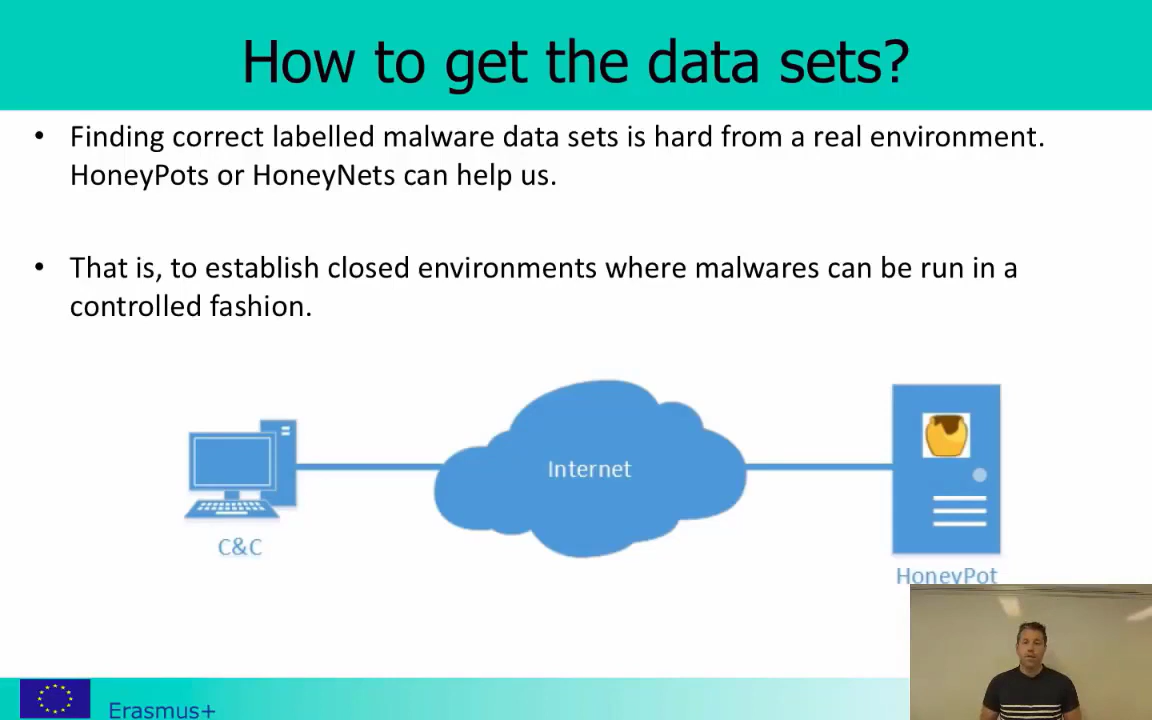 How to get the data sets?
• Finding correct labelled malware data sets is hard from a real environment.
HoneyPots or HoneyNets can help us.
• That is, to establish closed environments where malwares can be run in a
controlled fashion.
Internet
C&C
HoneyPot
Erasmus+